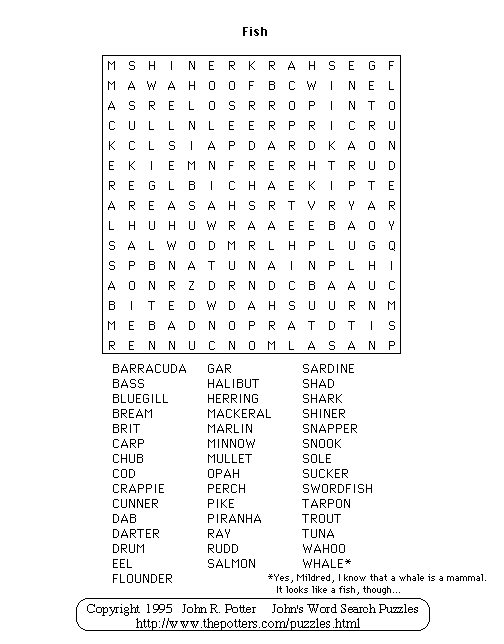 Fish
M S H I N E R K R A H S E G F
M A W A H O O F B C W I N E L
A S R E L O S R R O P I N T O
C U L L N L E E R P R I C R U
K C L S I A P D A R D K A O N
E K I E M N F R E R H T R U D
R E G L B I C H A E K I P T E
A R E A S A H S R T V R Y A R
L H U H U W R A A E E B A O Y
S A L W O D M R L H P L U G Q
S P B N A T U N A I N P L H I
A O N R Z D R N D C B A A U C
B I T E D W D A H S U U R N M
M E B A D N O P R A T D T I S
R E N N U C N O M L A S A N P
BARRACUDA GAR SARDINE
BASS HALIBUT SHAD
BLUEGILL HERRING SHARK
BREAM MACKERAL SHINER
BRIT MARLIN SNAPPER
CARP MINNOW SNOOK
CHUB MULLET SOLE
COD OPAH SUCKER
CRAPPIE PERCH SWORDFISH
CUNNER PIKE TARPON
DAB PIRANHA TROUT
DARTER RAY TUNA
DRUM RUDD WAHOO
EEL SALMON WHALE*
FLOUNDER *Yes, Mildred, I know that a whale is a mammal.
It looks like a fish, though...
Copyright 1995 John R. Potter John's Word Search Puzzles
http://www.thepotters.com/puzzles.html